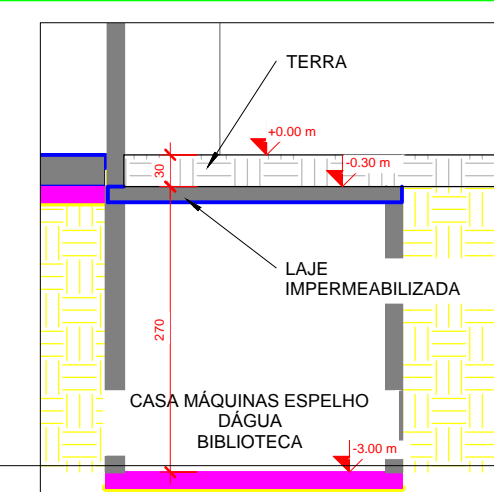 TERRA
+0.00 m
30
-0.30 m
LAJE
IMPERMEABILIZADA
270
CASA MÁQUINAS ESPELHO
DÁGUA
BIBLIOTECA
-3.00 m